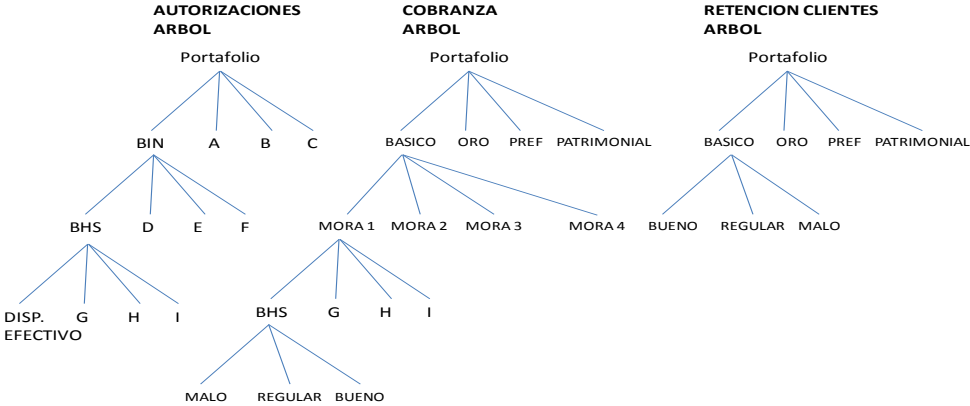 AUTORIZACIONES
ARBOL
Portafolio
BIN A B C
BHS D E F
DISP. G H I
EFECTIVO
COBRANZA
ARBOL
Portafolio
BASICO ORO PREF PATRIMONIAL
MORA 1 MORA 2 MORA 3 MORA 4
BHS G H I
MALO REGULAR BUENO
RETENCION CLIENTES
ARBOL
Portafolio
BASICO ORO PREF PATRIMONIAL
BUENO REGULAR MALO